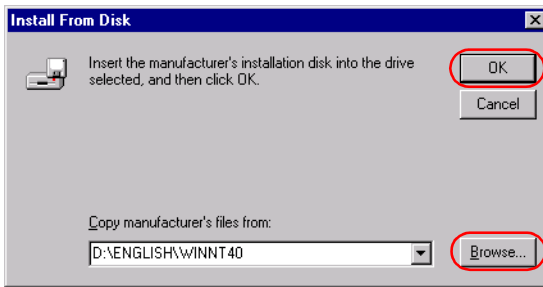 Install From Disk
Insert the manufacturer's installation disk into the drive
selected, and then click OK.
OK
Cancel
Copy manufacturer's files from:
D:\ENGLISH\WINNT40
Browse...